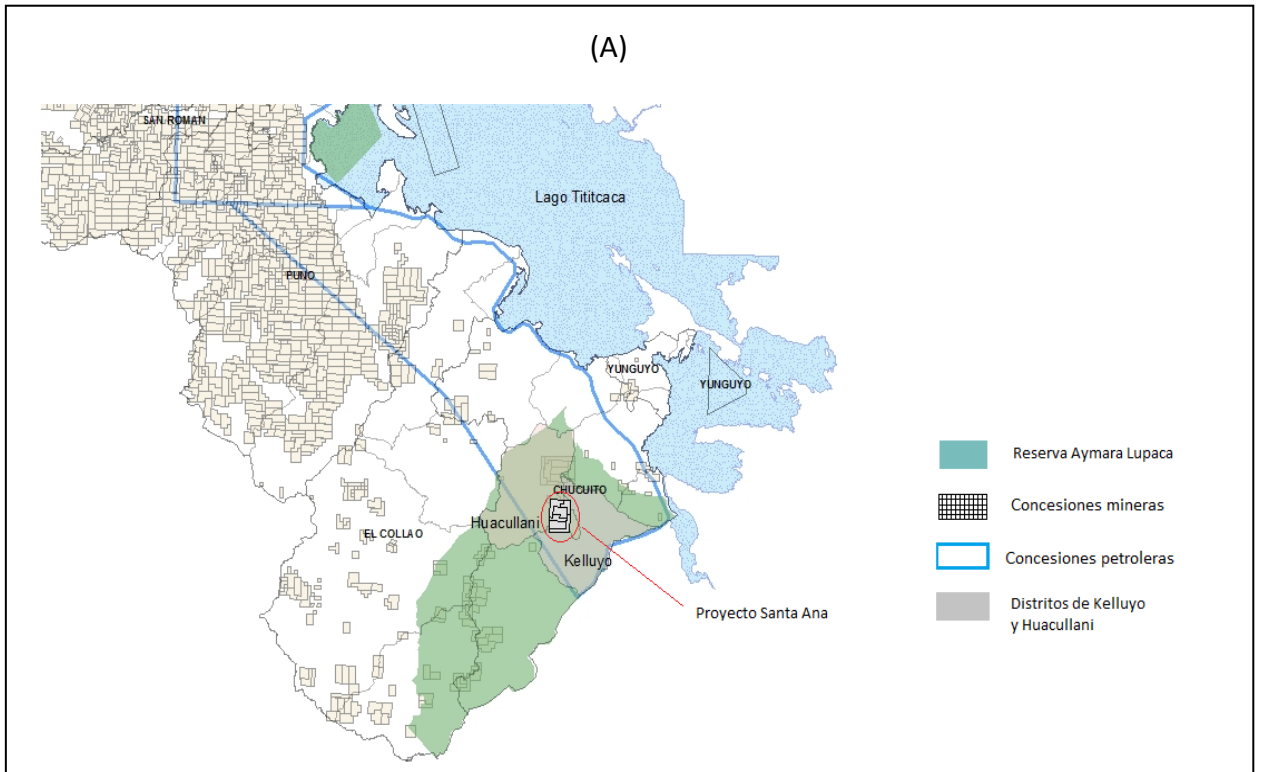 (A)
SAN ROMAN
Lago Tititcaca
PUNO
YUNGUYO
YUNGUYO
CHUCUITO
Huacullani
EL COLLAO
Kelluyo
Proyecto Santa Ana
Reserva Aymara Lupaca
Concesiones mineras
Concesiones petroleras
Distritos de Kelluyo
y Huacullani